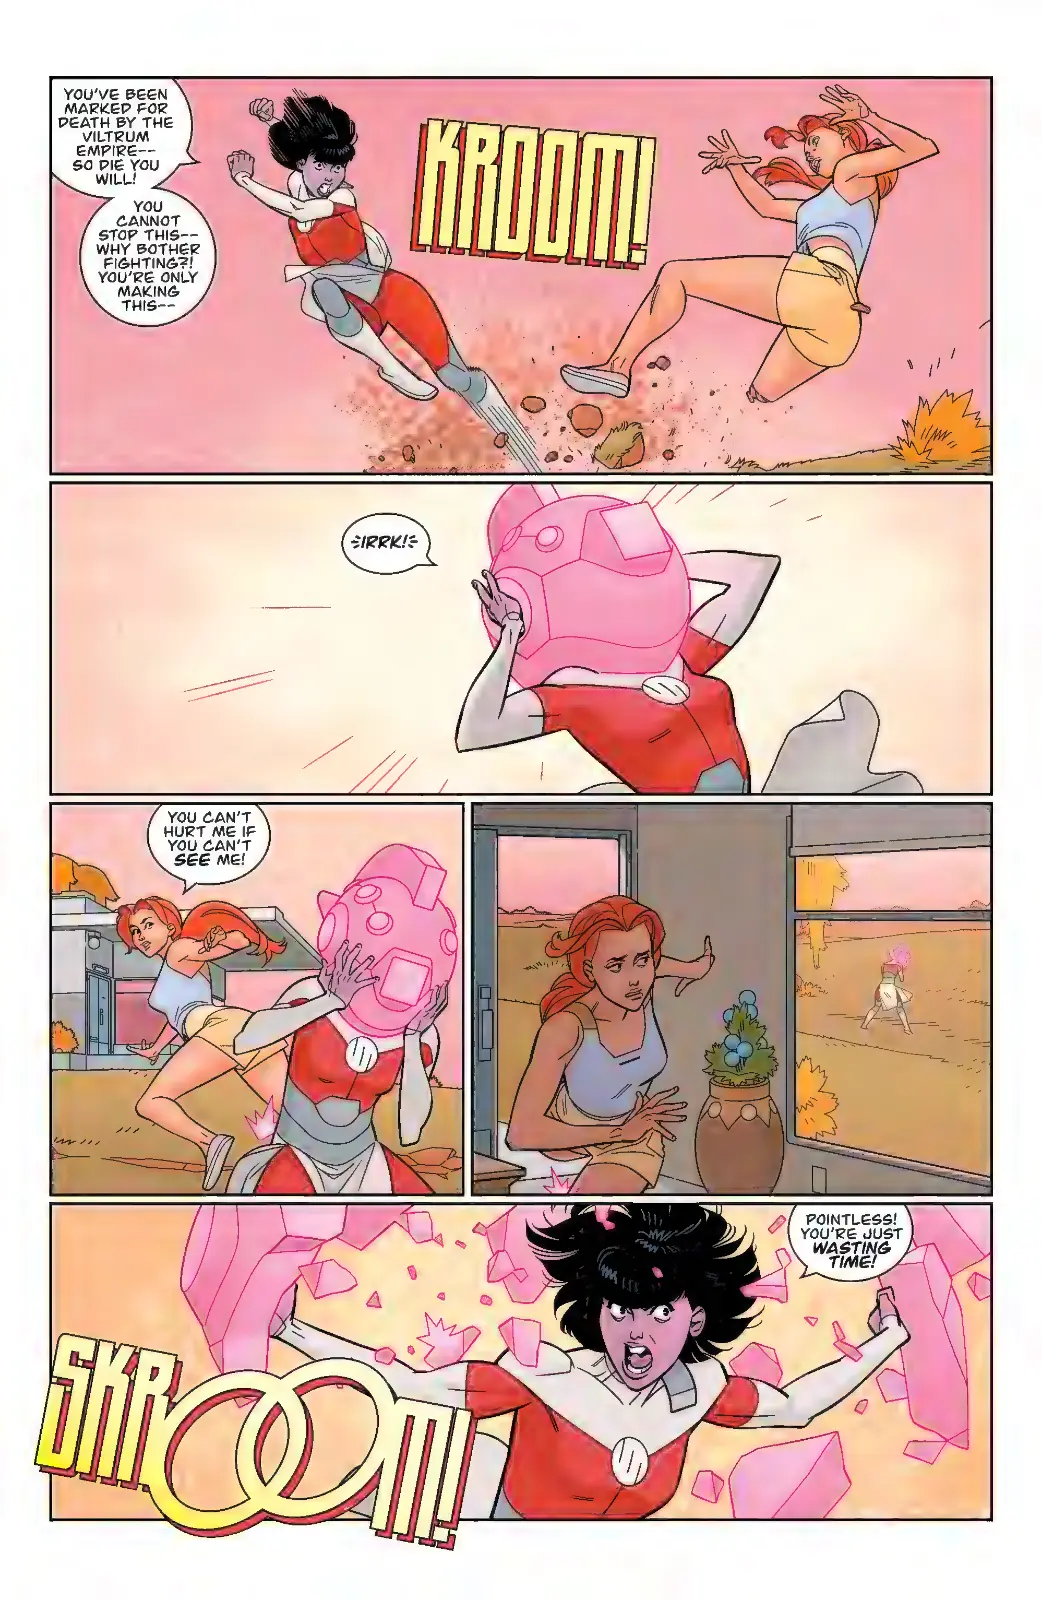 YOU'VE BEEN
MARKED FOR
DEATH BY THE
VILTRUM
EMPIRE--
SO DIE YOU
WILL!
YOU
CANNOT
STOP THIS--
WHY BOTHER
FIGHTING?!
YOU'RE ONLY
MAKING
THIS--
KROOM!
IRRK!
YOU CAN'T
HURT ME IF
YOU CAN'T
SEE ME!
POINTLESS!
YOU'RE JUST
WASTING
TIME!
SKROOM!